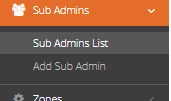 Sub Admins
Sub Admins List
Add Sub Admin
Zones